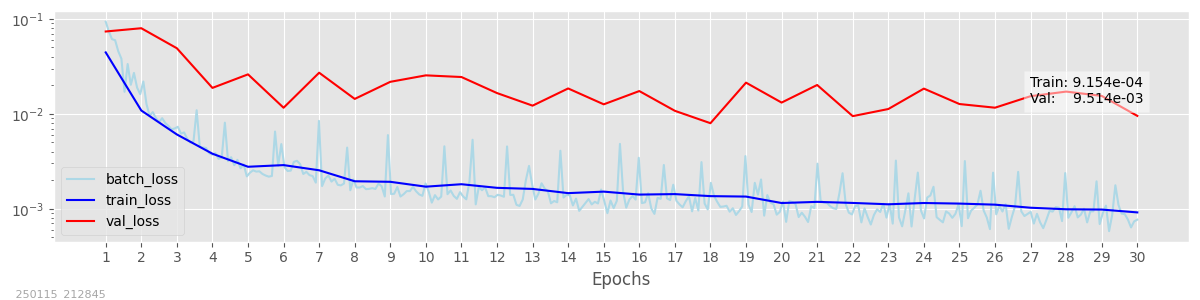 10⁻¹
10⁻²
10⁻³
Train: 9.154e-04
Val: 9.514e-03
batch_loss
train_loss
val_loss
1 2 3 4 5 6 7 8 9 10 11 12 13 14 15 16 17 18 19 20 21 22 23 24 25 26 27 28 29 30
Epochs
250115_212845